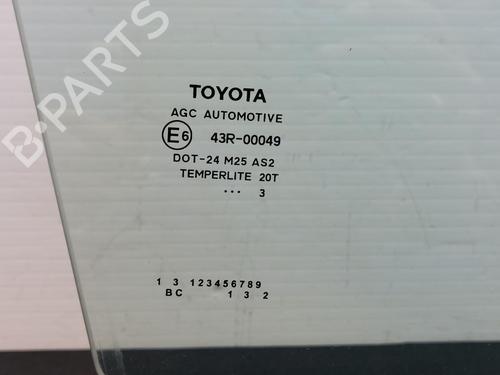 B-PARTS
TOYOTA
AGC AUTOMOTIVE
E6 43R-00049
DOT-24 M25 AS2
TEMPERLITE 20T
... 3
1 3 123456789
BC 1 3 2